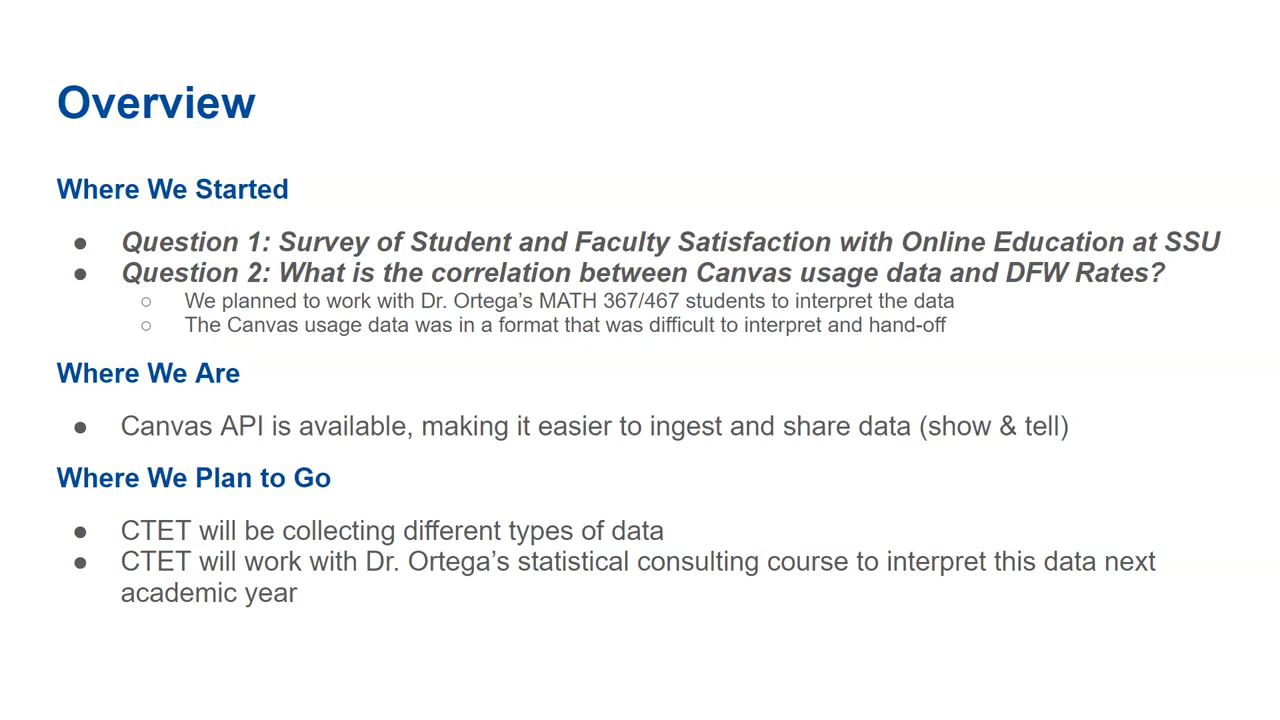 Overview
Where We Started
● Question 1: Survey of Student and Faculty Satisfaction with Online Education at SSU
● Question 2: What is the correlation between Canvas usage data and DFW Rates?
○ We planned to work with Dr. Ortega’s MATH 367/467 students to interpret the data
○ The Canvas usage data was in a format that was difficult to interpret and hand-off
Where We Are
● Canvas API is available, making it easier to ingest and share data (show & tell)
Where We Plan to Go
● CTET will be collecting different types of data
● CTET will work with Dr. Ortega’s statistical consulting course to interpret this data next
academic year